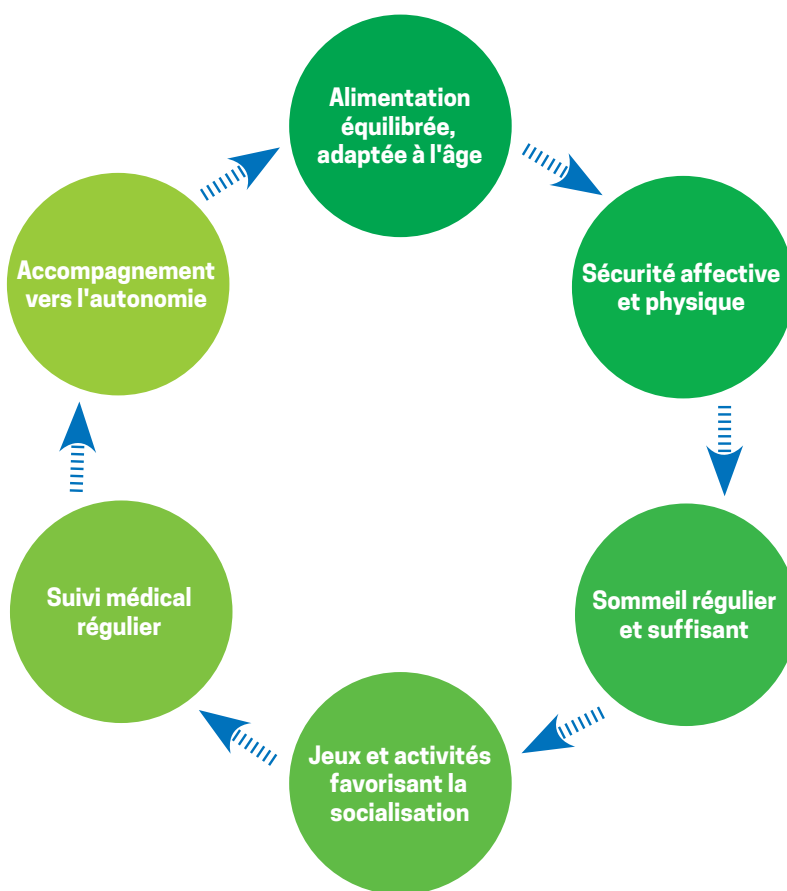 Alimentation
équilibrée,
adaptée à l'âge
Sécurité affective
et physique
Sommeil régulier
et suffisant
Jeux et activités
favorisant la
socialisation
Suivi médical
régulier
Accompagnement
vers l'autonomie